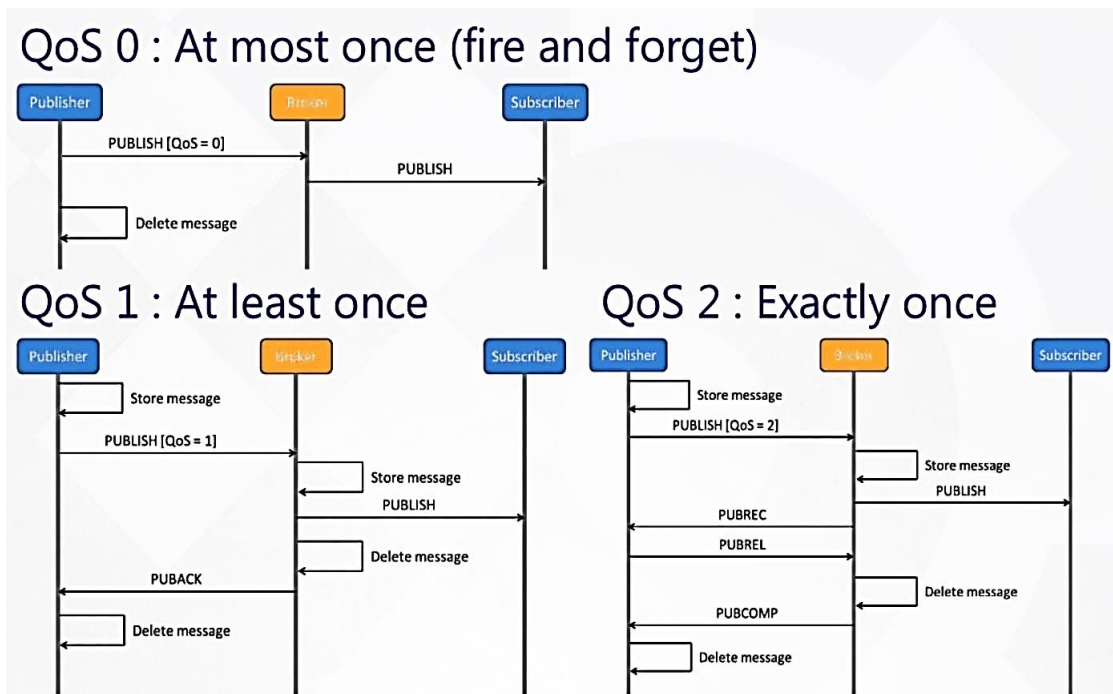 QoS 0 : At most once (fire and forget)
Publisher
Broker
Subscriber
PUBLISH [QoS = 0]
PUBLISH
Delete message
QoS 1 : At least once
Publisher
Broker
Subscriber
Store message
PUBLISH [QoS = 1]
Store message
PUBLISH
Delete message
PUBACK
Delete message
QoS 2 : Exactly once
Publisher
Broker
Subscriber
Store message
PUBLISH [QoS = 2]
Store message
PUBLISH
PUBREC
PUBREL
Delete message
PUBCOMP
Delete message